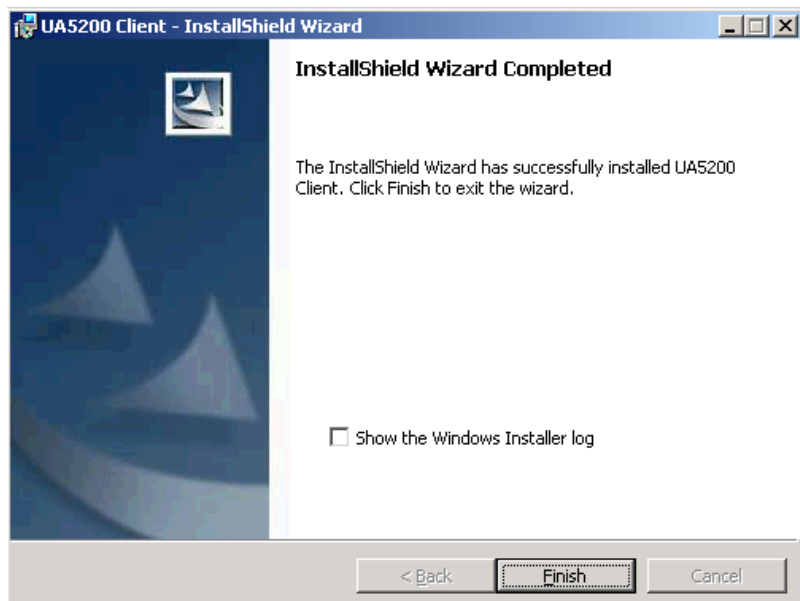 UA5200 Client - InstallShield Wizard
InstallShield Wizard Completed
The InstallShield Wizard has successfully installed UA5200
Client. Click Finish to exit the wizard.
Show the Windows Installer log
< Back
Finish
Cancel